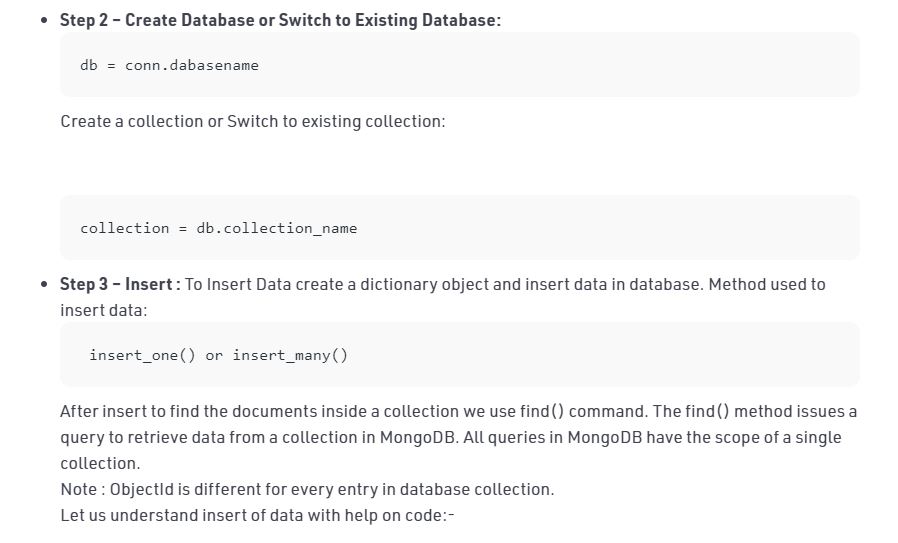 Step 2 – Create Database or Switch to Existing Database:
db = conn.dabasename
Create a collection or Switch to existing collection:
collection = db.collection_name
Step 3 – Insert : To Insert Data create a dictionary object and insert data in database. Method used to
insert data:
insert_one() or insert_many()
After insert to find the documents inside a collection we use find() command. The find() method issues a
query to retrieve data from a collection in MongoDB. All queries in MongoDB have the scope of a single
collection.
Note : ObjectId is different for every entry in database collection.
Let us understand insert of data with help on code:-